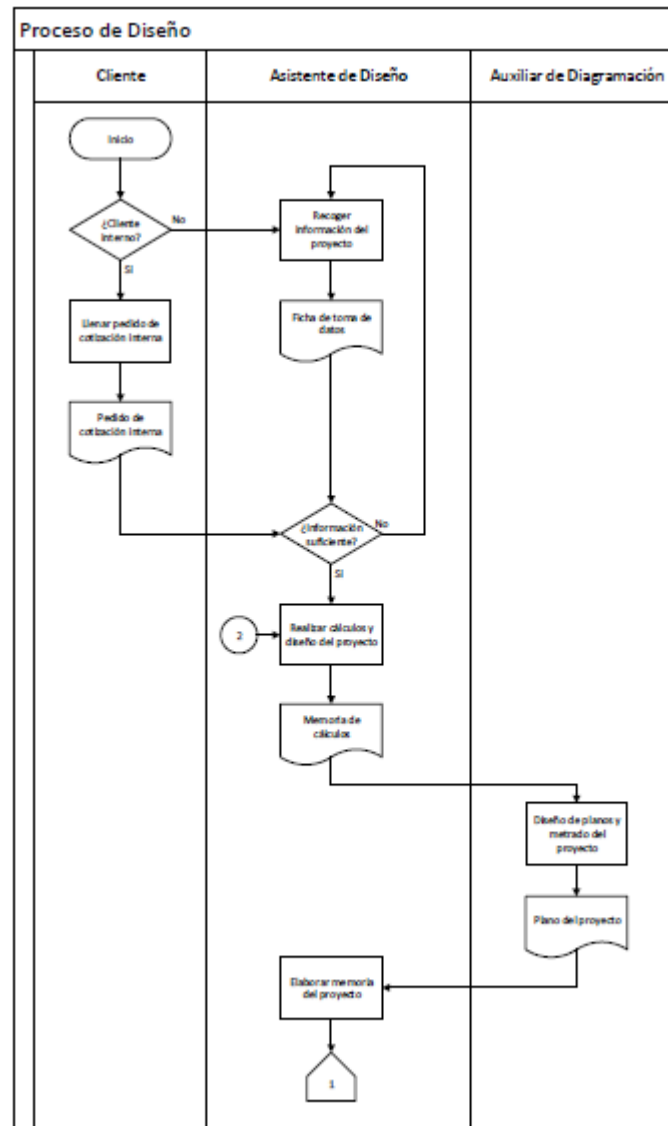 Proceso de Diseño
Cliente
Asistente de Diseño
Auxiliar de Diagramación
Inicio
¿Cliente
interno?
No
Si
Recoger
información del
proyecto
Llenar pedido de
cotización interna
Ficha de toma de
datos
Pedido de
cotización interna
¿Información
suficiente?
No
Si
2
Realizar cálculos y
diseño del proyecto
Memoria de
cálculos
Diseño de planos y
metrado del
proyecto
Plano del proyecto
Elaborar memoria
del proyecto
1